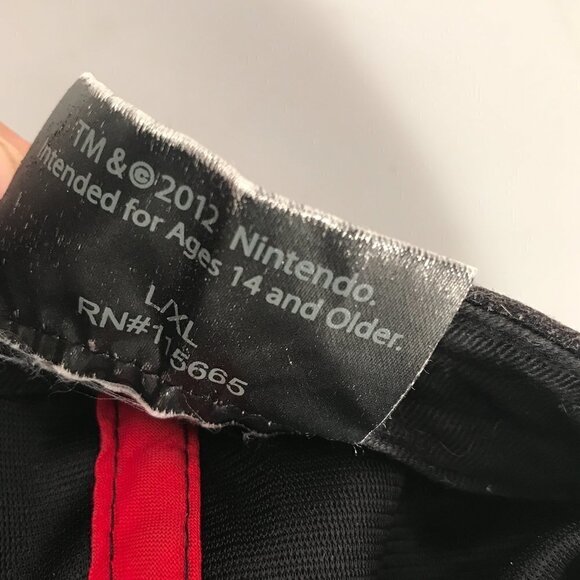 TM & © 2012 Nintendo.
Intended for Ages 14 and Older.
L/XL
RN#115665